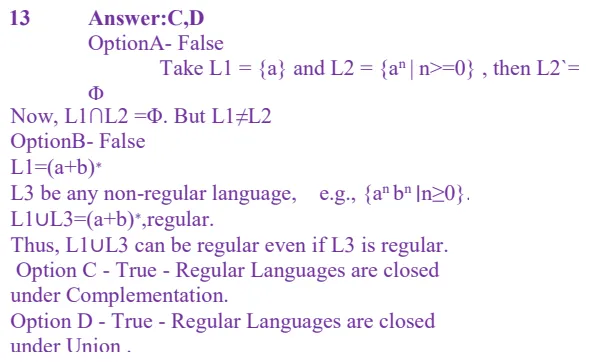 13 Answer:C,D
OptionA- False
Take L1 = {a} and L2 = {aⁿ | n>=0} , then L2`=
Φ
Now, L1∩L2 =Φ. But L1≠L2
OptionB- False
L1=(a+b)*
L3 be any non-regular language, e.g., {aⁿ bⁿ |n≥0}.
L1∪L3=(a+b)*,regular.
Thus, L1∪L3 can be regular even if L3 is regular.
Option C - True - Regular Languages are closed
under Complementation.
Option D - True - Regular Languages are closed
under Union .